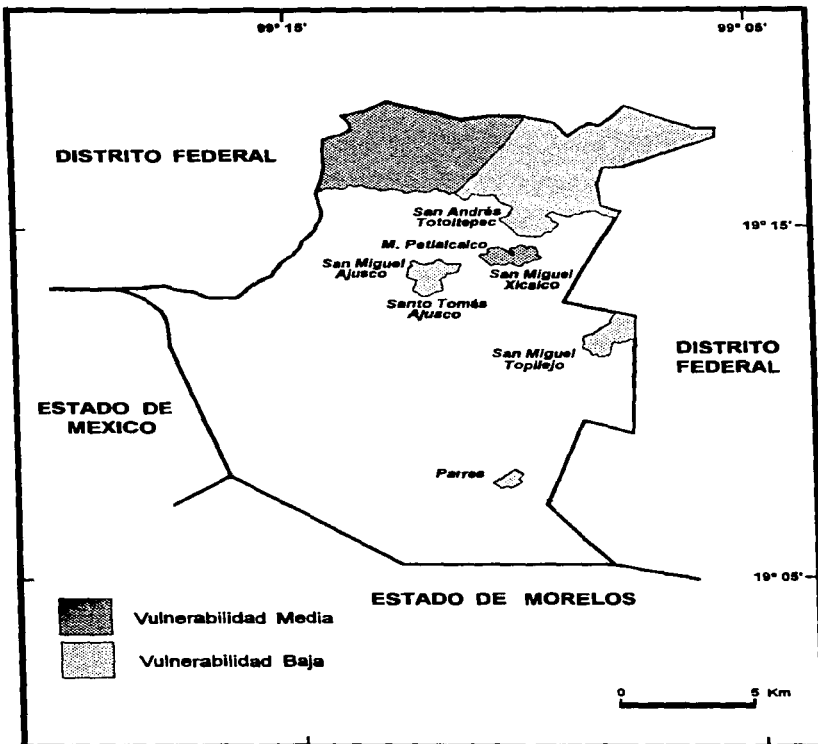 99° 15'
99° 05'
DISTRITO FEDERAL
San Andrés
Totoltepec
19° 15'
M. Petlalcalco
San Miguel
Ajusco
San Miguel
Xicalco
Santo Tomás
Ajusco
San Miguel
Topilejo
DISTRITO
FEDERAL
ESTADO DE
MEXICO
Parres
19° 05'
ESTADO DE MORELOS
Vulnerabilidad Media
Vulnerabilidad Baja
0 5 Km